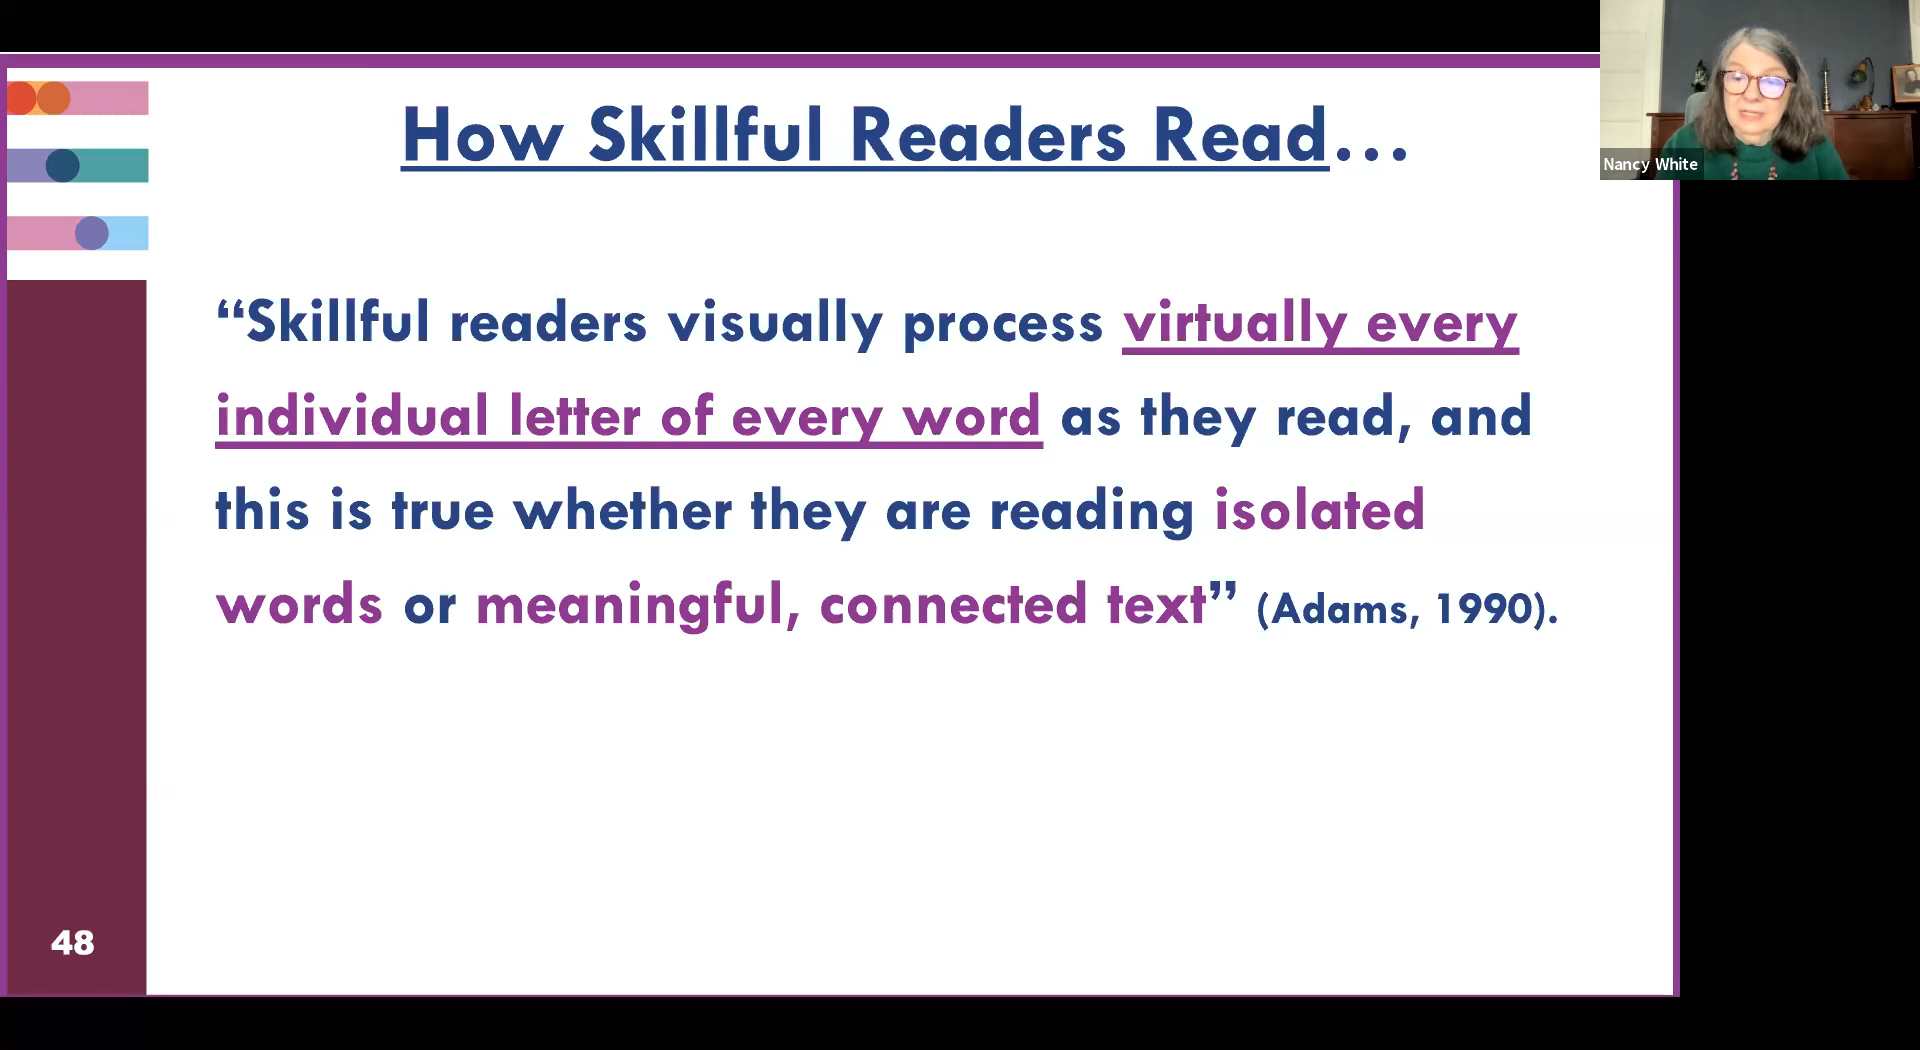 How Skillful Readers Read...
Nancy White
“Skillful readers visually process virtually every
individual letter of every word as they read, and
this is true whether they are reading isolated
words or meaningful, connected text” (Adams, 1990).
48